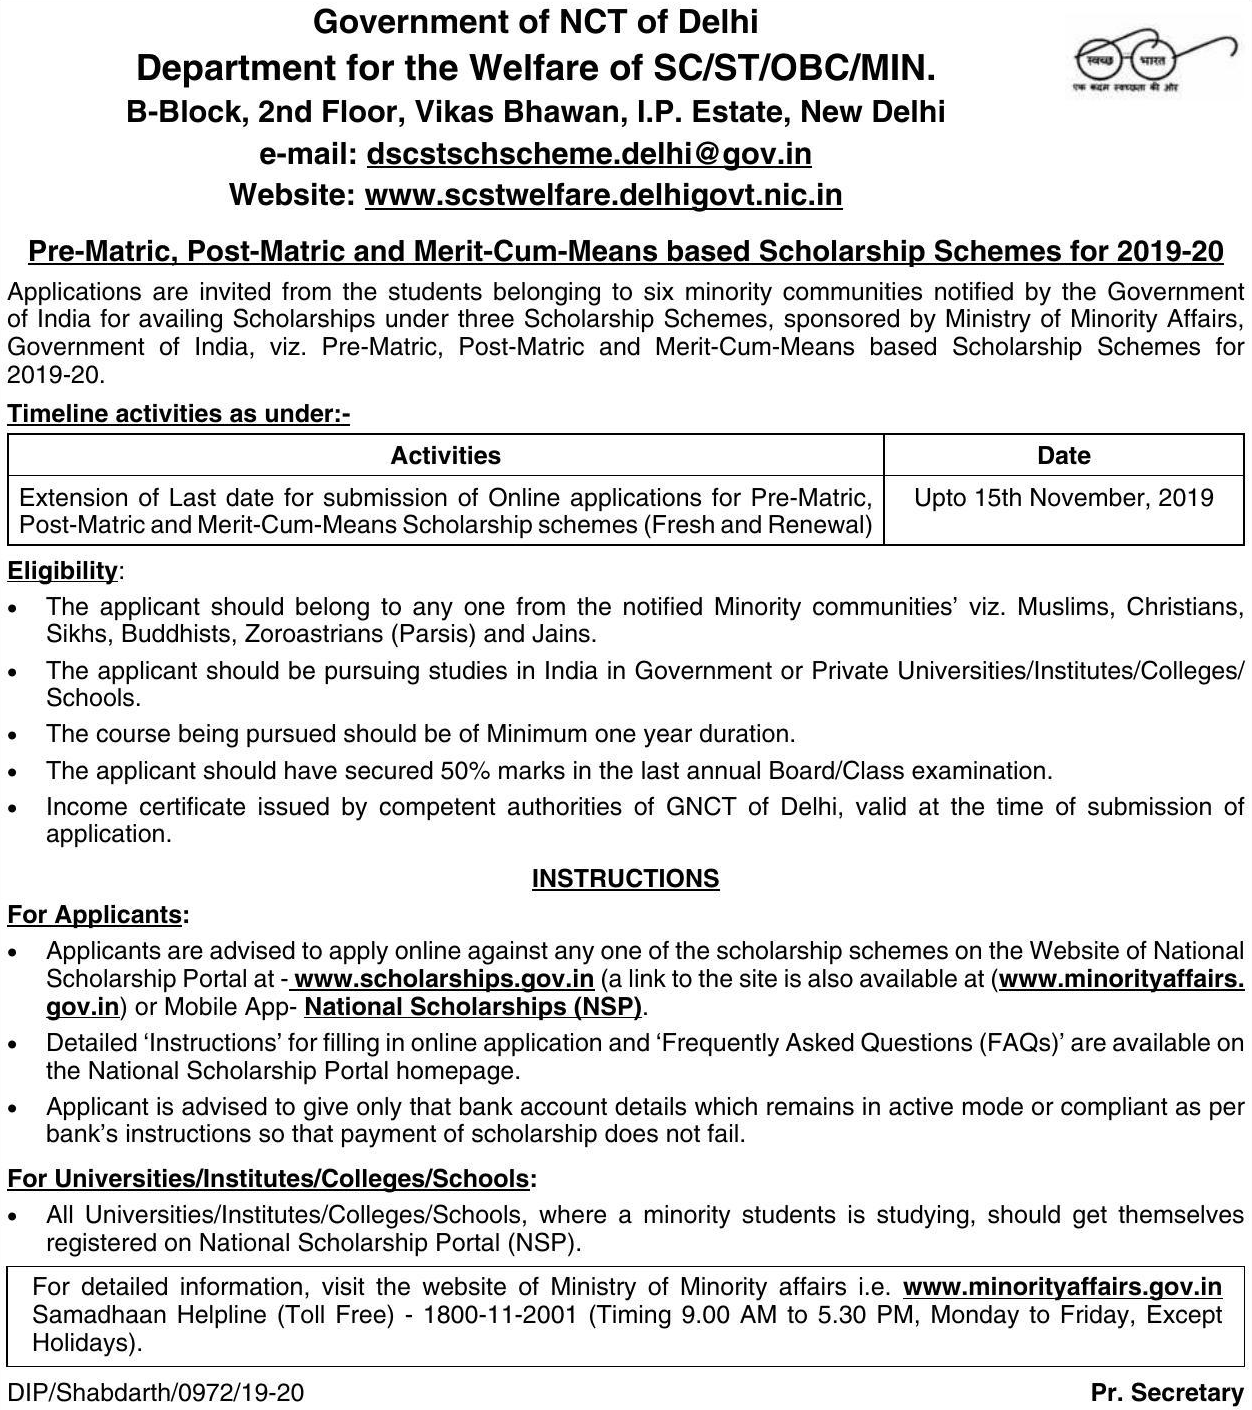 Government of NCT of Delhi
Department for the Welfare of SC/ST/OBC/MIN.
स्वच्छ भारत
एक कदम स्वच्छता की ओर
B-Block, 2nd Floor, Vikas Bhawan, I.P. Estate, New Delhi
e-mail: dscstschscheme.delhi@gov.in
Website: www.scstwelfare.delhigovt.nic.in
Pre-Matric, Post-Matric and Merit-Cum-Means based Scholarship Schemes for 2019-20
Applications are invited from the students belonging to six minority communities notified by the Government
of India for availing Scholarships under three Scholarship Schemes, sponsored by Ministry of Minority Affairs,
Government of India, viz. Pre-Matric, Post-Matric and Merit-Cum-Means based Scholarship Schemes for
2019-20.
Timeline activities as under:-
Activities Date
Extension of Last date for submission of Online applications for Pre-Matric, Upto 15th November, 2019
Post-Matric and Merit-Cum-Means Scholarship schemes (Fresh and Renewal)
Eligibility:
• The applicant should belong to any one from the notified Minority communities’ viz. Muslims, Christians,
Sikhs, Buddhists, Zoroastrians (Parsis) and Jains.
• The applicant should be pursuing studies in India in Government or Private Universities/Institutes/Colleges/
Schools.
• The course being pursued should be of Minimum one year duration.
• The applicant should have secured 50% marks in the last annual Board/Class examination.
• Income certificate issued by competent authorities of GNCT of Delhi, valid at the time of submission of
application.
INSTRUCTIONS
For Applicants:
• Applicants are advised to apply online against any one of the scholarship schemes on the Website of National
Scholarship Portal at - www.scholarships.gov.in (a link to the site is also available at (www.minorityaffairs.
gov.in) or Mobile App- National Scholarships (NSP).
• Detailed ‘Instructions’ for filling in online application and ‘Frequently Asked Questions (FAQs)’ are available on
the National Scholarship Portal homepage.
• Applicant is advised to give only that bank account details which remains in active mode or compliant as per
bank’s instructions so that payment of scholarship does not fail.
For Universities/Institutes/Colleges/Schools:
• All Universities/Institutes/Colleges/Schools, where a minority students is studying, should get themselves
registered on National Scholarship Portal (NSP).
For detailed information, visit the website of Ministry of Minority affairs i.e. www.minorityaffairs.gov.in
Samadhaan Helpline (Toll Free) - 1800-11-2001 (Timing 9.00 AM to 5.30 PM, Monday to Friday, Except
Holidays).
DIP/Shabdarth/0972/19-20 Pr. Secretary